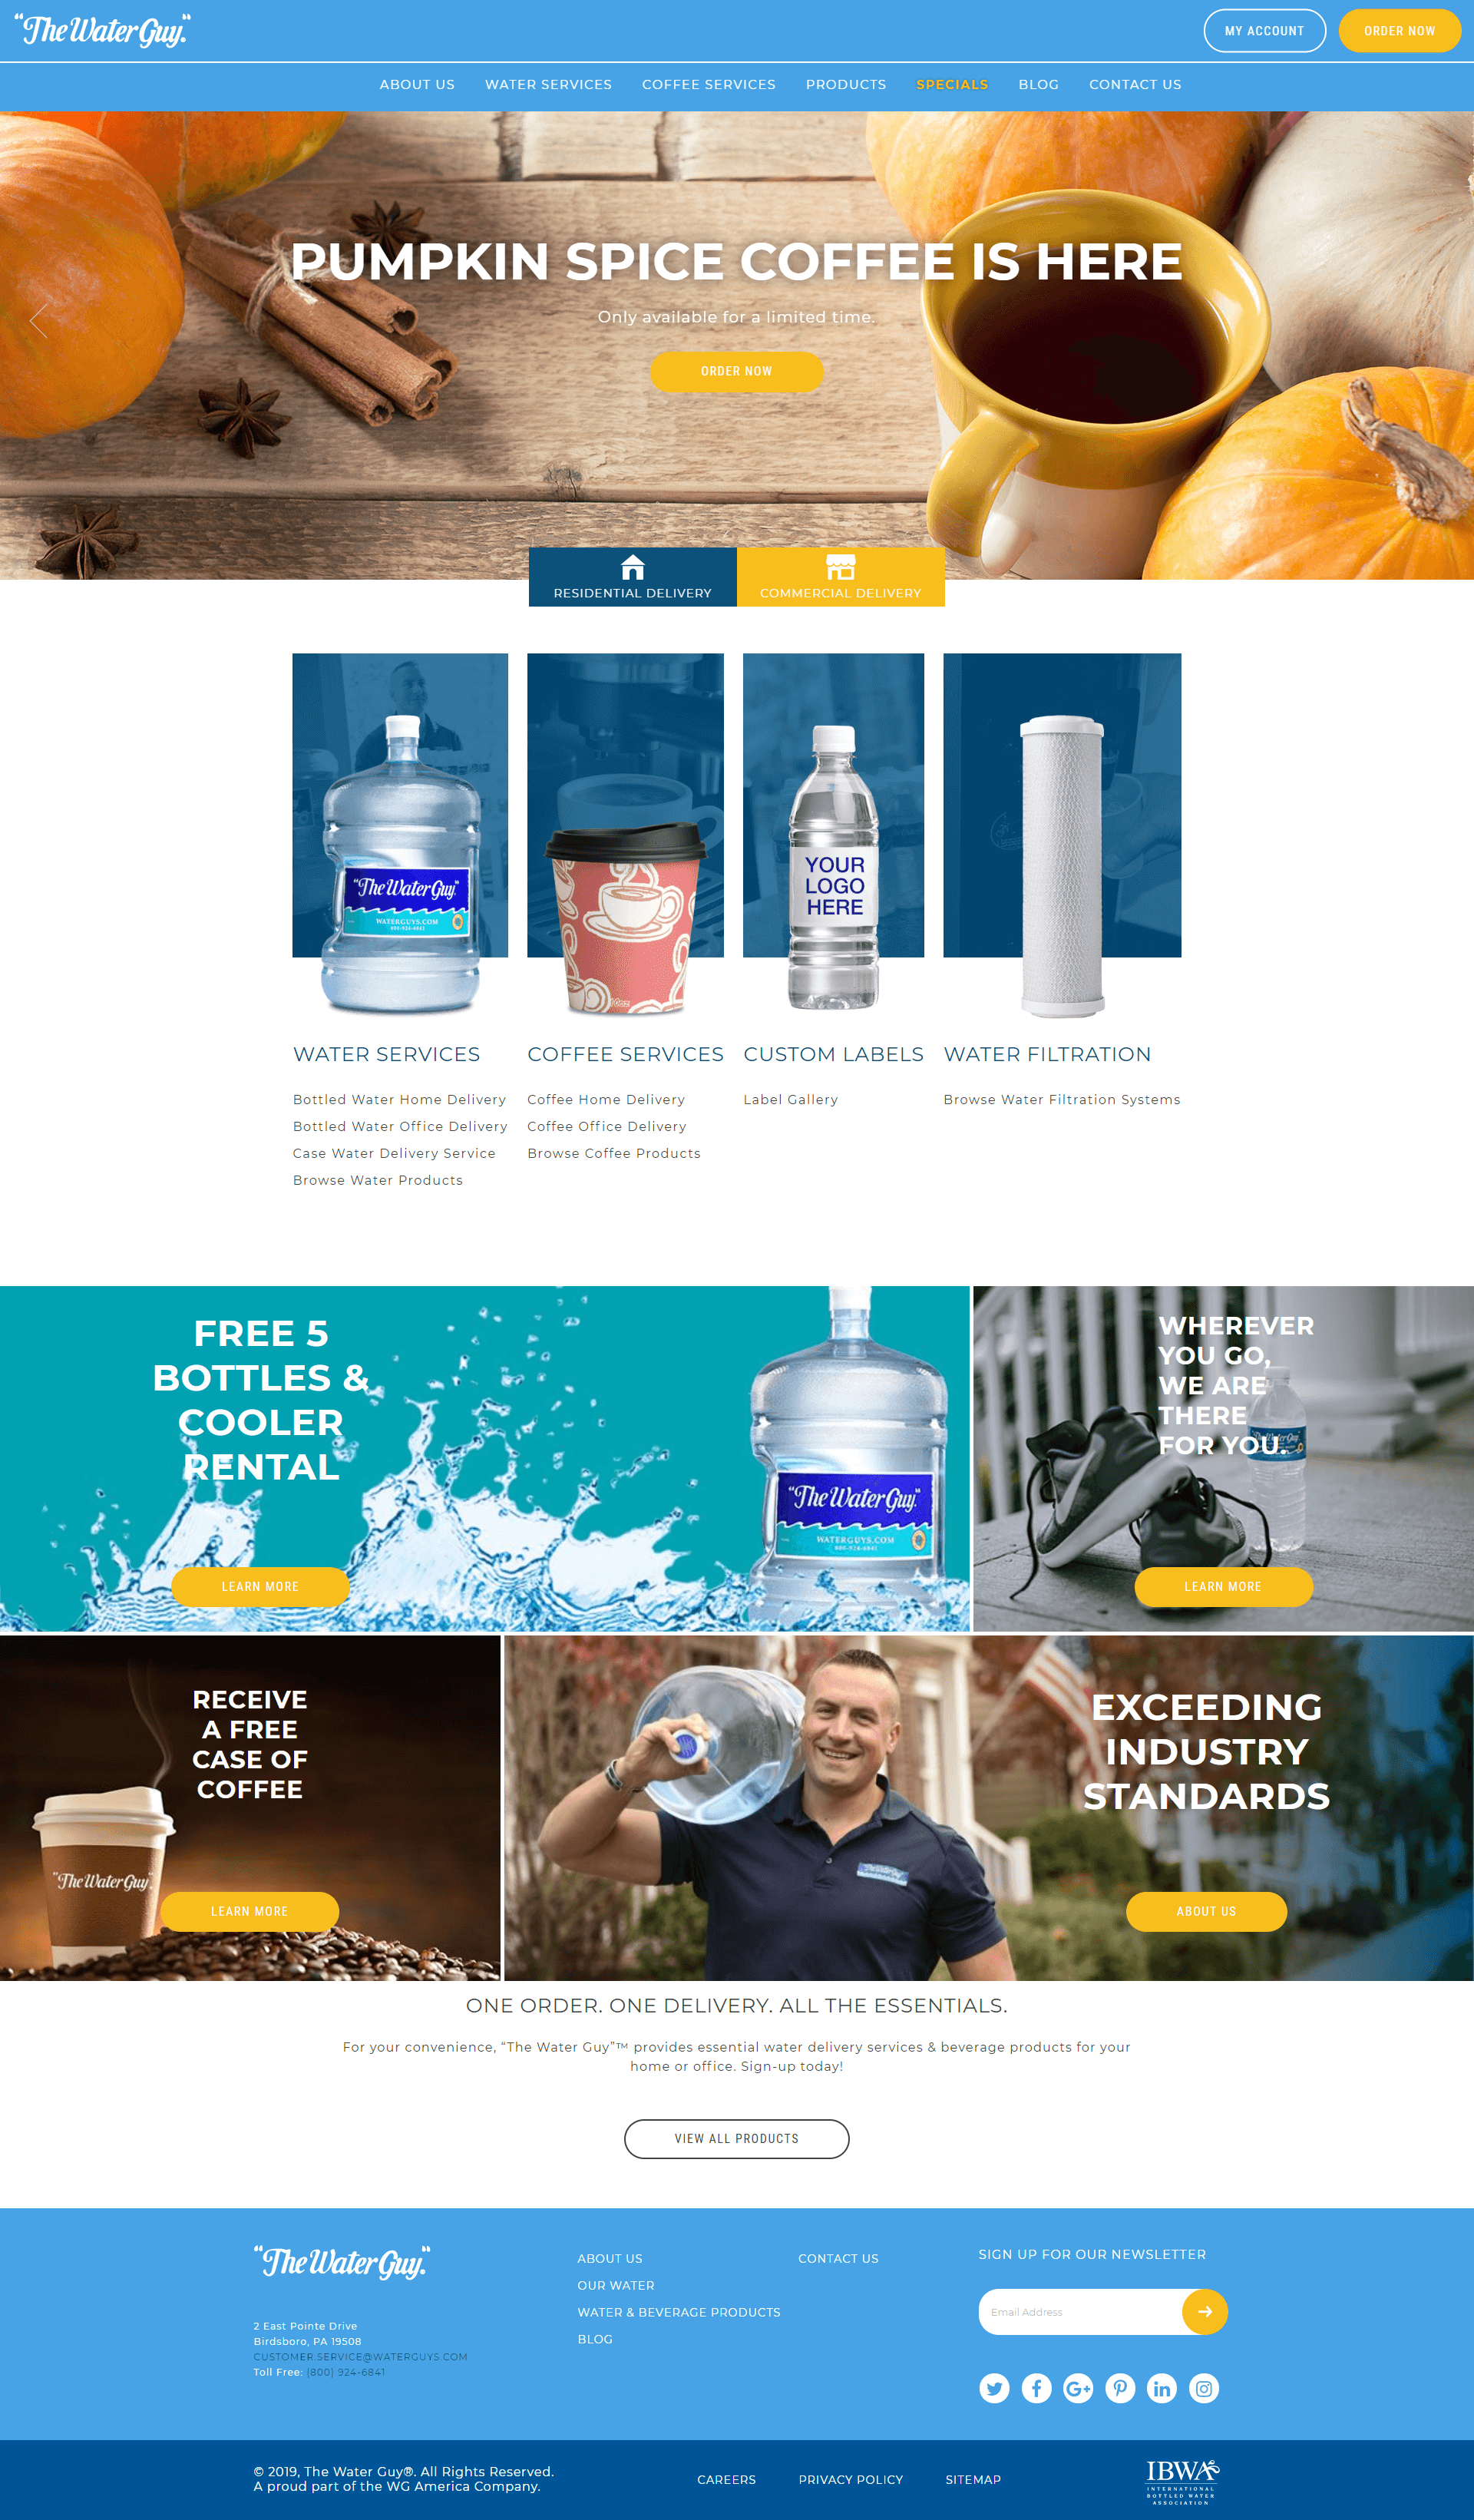 "The Water Guy."
MY ACCOUNT
ORDER NOW
ABOUT US
WATER SERVICES
COFFEE SERVICES
PRODUCTS
SPECIALS
BLOG
CONTACT US
PUMPKIN SPICE COFFEE IS HERE
Only available for a limited time.
ORDER NOW
RESIDENTIAL DELIVERY
COMMERCIAL DELIVERY
"The Water Guy."
WATERGUYS.COM
800-924-6841
16oz
YOUR
LOGO
HERE
WATER SERVICES
Bottled Water Home Delivery
Bottled Water Office Delivery
Case Water Delivery Service
Browse Water Products
COFFEE SERVICES
Coffee Home Delivery
Coffee Office Delivery
Browse Coffee Products
CUSTOM LABELS
Label Gallery
WATER FILTRATION
Browse Water Filtration Systems
FREE 5
BOTTLES &
COOLER
RENTAL
LEARN MORE
"The Water Guy."
WATERGUYS.COM
800-924-6841
WHEREVER
YOU GO,
WE ARE
THERE
FOR YOU.
"The Water Guy."
LEARN MORE
RECEIVE
A FREE
CASE OF
COFFEE
"The Water Guy."
LEARN MORE
EXCEEDING
INDUSTRY
STANDARDS
ABOUT US
ONE ORDER. ONE DELIVERY. ALL THE ESSENTIALS.
For your convenience, “The Water Guy”™ provides essential water delivery services & beverage products for your
home or office. Sign-up today!
VIEW ALL PRODUCTS
"The Water Guy."
2 East Pointe Drive
Birdsboro, PA 19508
CUSTOMER.SERVICE@WATERGUYS.COM
Toll Free: (800) 924-6841
ABOUT US
OUR WATER
WATER & BEVERAGE PRODUCTS
BLOG
CONTACT US
SIGN UP FOR OUR NEWSLETTER
Email Address
© 2019, The Water Guy®. All Rights Reserved.
A proud part of the WG America Company.
CAREERS
PRIVACY POLICY
SITEMAP
IBWA
INTERNATIONAL
BOTTLED WATER
ASSOCIATION